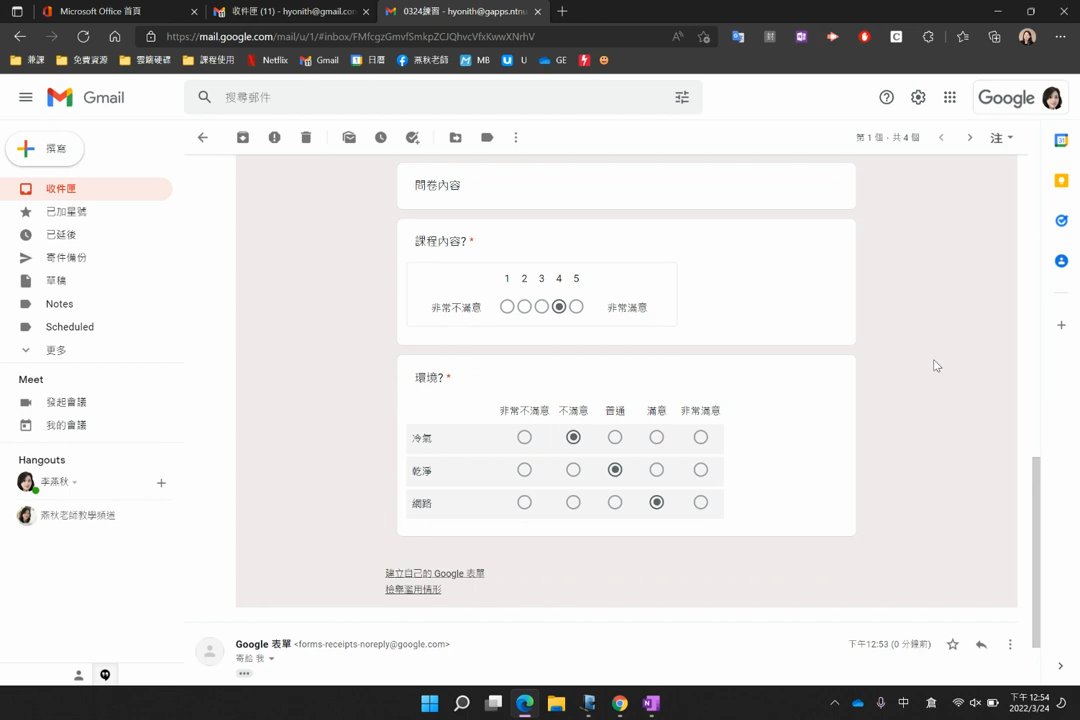 Microsoft Office 首頁
收件匣 (11) - hyonith@gmail.com
0324練習 - hyonith@gapps.ntnu
https://mail.google.com/mail/u/1/#inbox/FMfcgzGmvfSmkpZCJQhvcVfxKwwXNrhV
兼課
免費資源
雲端硬碟
課程使用
Netflix
Gmail
日曆
燕秋老師
MB
U
GE
Gmail
搜尋郵件
Google
撰寫
第 1 個，共 4 個
注
收件匣
已加星號
已延後
寄件備份
草稿
Notes
Scheduled
更多
Meet
發起會議
我的會議
Hangouts
李燕秋
燕秋老師教學頻道
問卷內容
課程內容? *
1 2 3 4 5
非常不滿意 非常滿意
環境? *
非常不滿意 不滿意 普通 滿意 非常滿意
冷氣
乾淨
網路
建立自己的 Google 表單
檢舉濫用情形
Google 表單 <forms-receipts-noreply@google.com>
下午12:53 (0 分鐘前)
寄給 我
中
倉
下午 12:54
2022/3/24